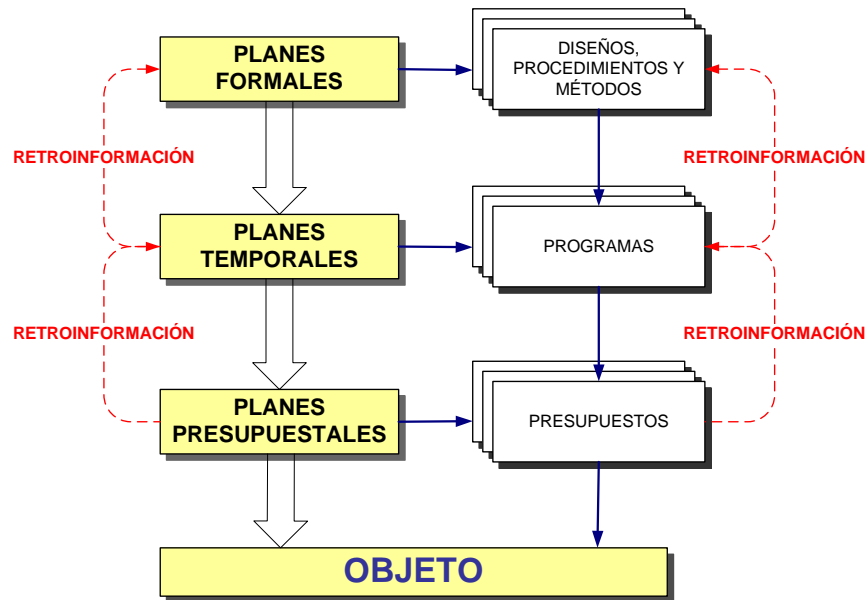 PLANES
FORMALES
DISEÑOS,
PROCEDIMIENTOS Y
MÉTODOS
RETROINFORMACIÓN
RETROINFORMACIÓN
PLANES
TEMPORALES
PROGRAMAS
RETROINFORMACIÓN
RETROINFORMACIÓN
PLANES
PRESUPUESTALES
PRESUPUESTOS
OBJETO